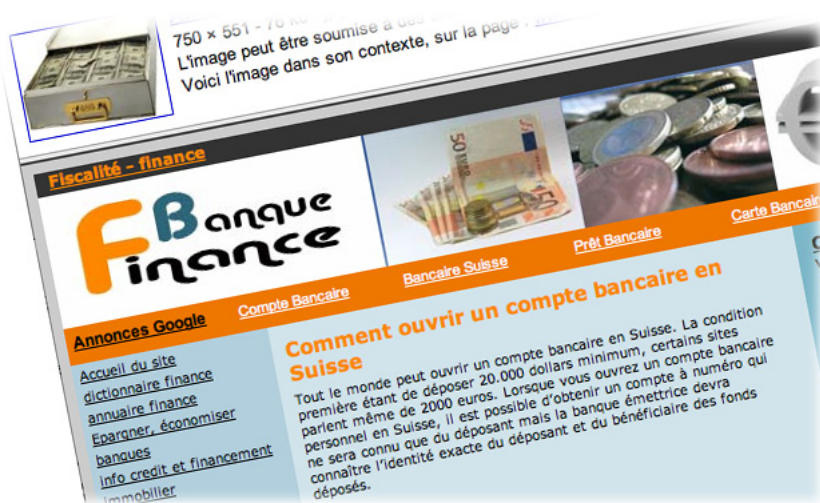 750 × 551 - 76 ko -
L'image peut être soumise à des
Voici l'image dans son contexte, sur la page :
Fiscalité - finance
Banque
Finance
50 EURO
50
Annonces Google
Compte Bancaire
Bancaire Suisse
Prêt Bancaire
Carte Bancaire
Accueil du site
dictionnaire finance
annuaire finance
Epargner, économiser
banques
info credit et financement
immobilier
Comment ouvrir un compte bancaire en
Suisse
Tout le monde peut ouvrir un compte bancaire en Suisse. La condition
première étant de déposer 20.000 dollars minimum, certains sites
parlent même de 2000 euros. Lorsque vous ouvrez un compte bancaire
personnel en Suisse, il est possible d'obtenir un compte à numéro qui
ne sera connu que du déposant mais la banque émettrice devra
connaître l'identité exacte du déposant et du bénéficiaire des fonds
déposés.